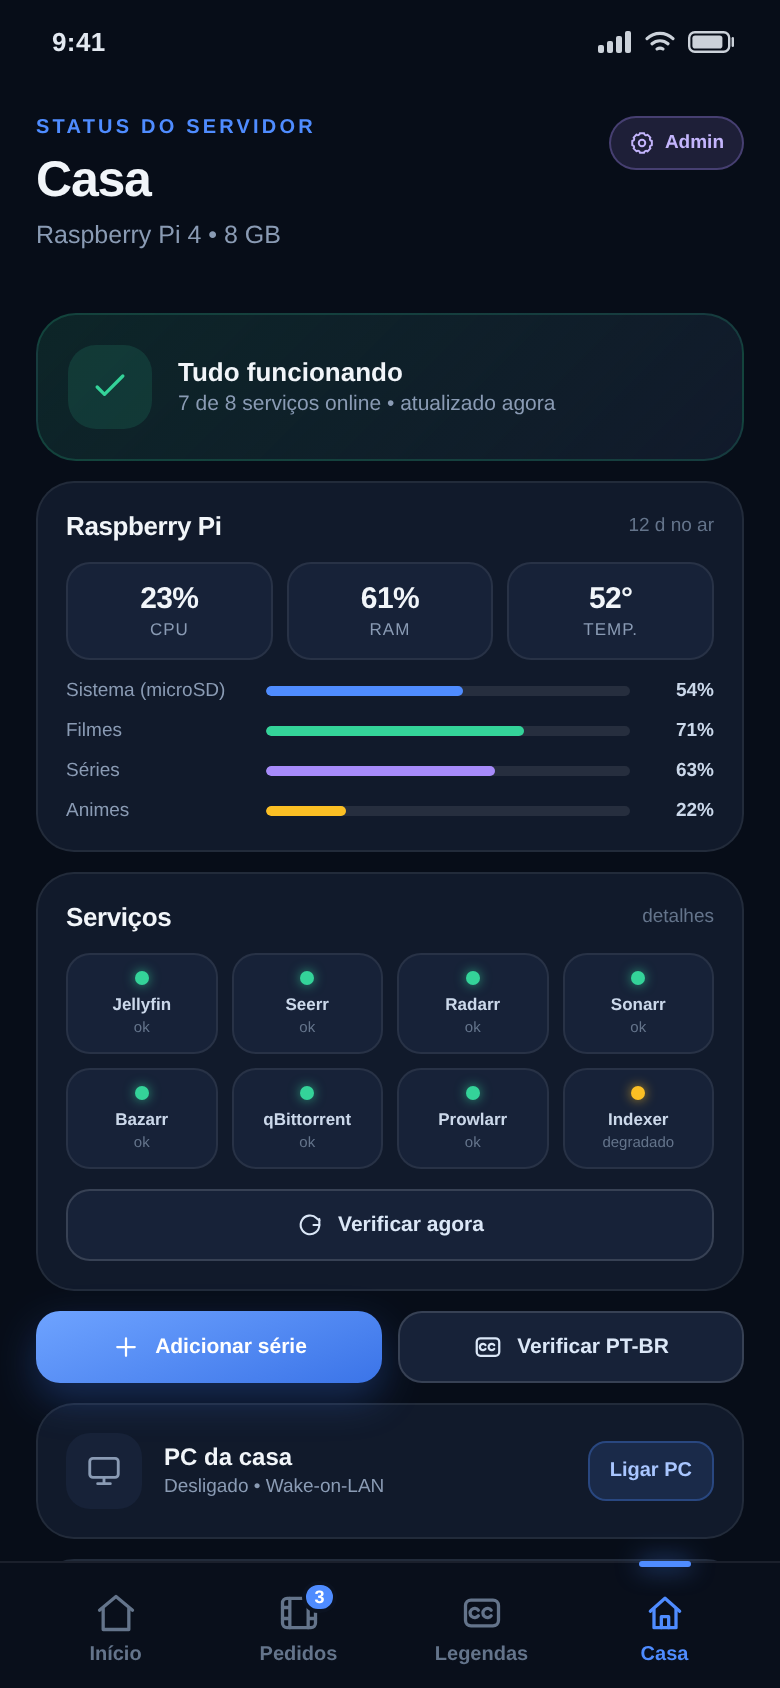 9:41
STATUS DO SERVIDOR
Casa
Raspberry Pi 4 • 8 GB
Admin
Tudo funcionando
7 de 8 serviços online • atualizado agora
Raspberry Pi
12 d no ar
23%
CPU
61%
RAM
52°
TEMP.
Sistema (microSD) 54%
Filmes 71%
Séries 63%
Animes 22%
Serviços
detalhes
Jellyfin
ok
Seerr
ok
Radarr
ok
Sonarr
ok
Bazarr
ok
qBittorrent
ok
Prowlarr
ok
Indexer
degradado
Verificar agora
Adicionar série
CC Verificar PT-BR
PC da casa
Desligado • Wake-on-LAN
Ligar PC
Início
3
Pedidos
CC
Legendas
Casa